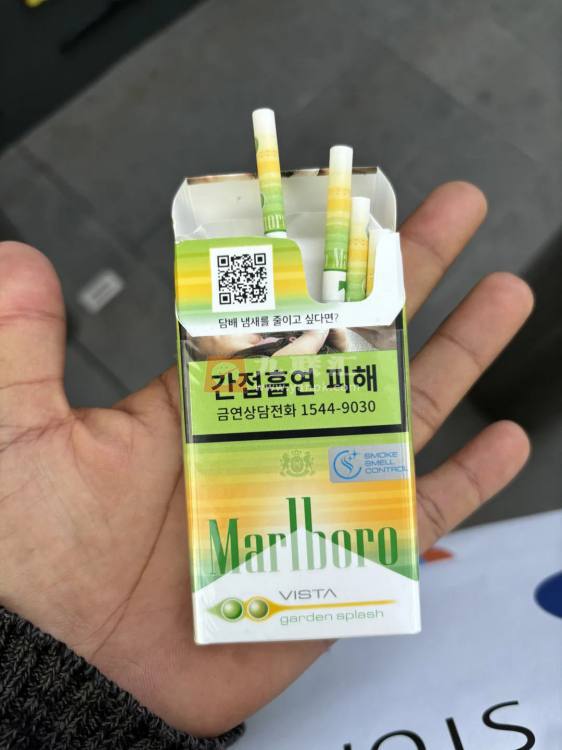 담배 냄새를 줄이고 싶다면?
간접흡연 피해
금연상담전화 1544-9030
SMOKE
SMELL
CONTROL
Marlboro
VISTA
garden splash